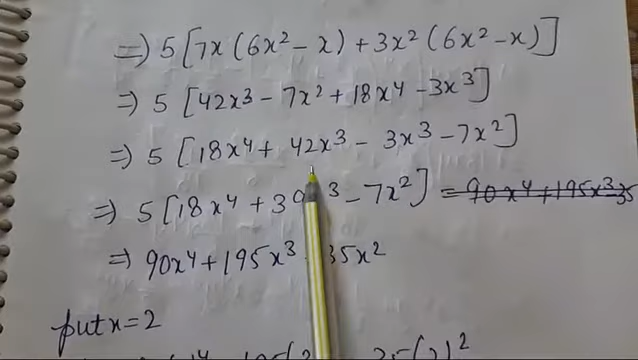 ⇒ 5[7x(6x² - x) + 3x²(6x² - x)]
⇒ 5[42x³ - 7x² + 18x⁴ - 3x³]
⇒ 5[18x⁴ + 42x³ - 3x³ - 7x²]
⇒ 5[18x⁴ + 39 ³ - 7x²] = 90x⁴ + 195x³ 35
⇒ 90x⁴ + 195x³ 35x²
put x = 2